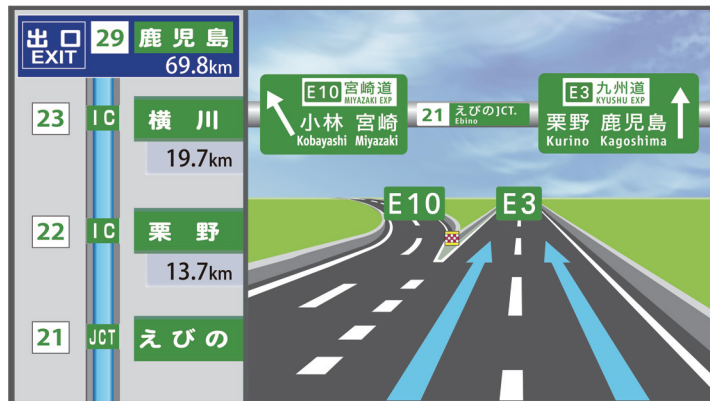 出口
EXIT
29
鹿児島
69.8km
23
IC
横川
19.7km
22
IC
栗野
13.7km
21
JCT
えびの
E10 宮崎道
MIYAZAKI EXP
小林 宮崎
Kobayashi Miyazaki
21 えびのJCT.
Ebino
E3 九州道
KYUSHU EXP
栗野 鹿児島
Kurino Kagoshima
E10
E3